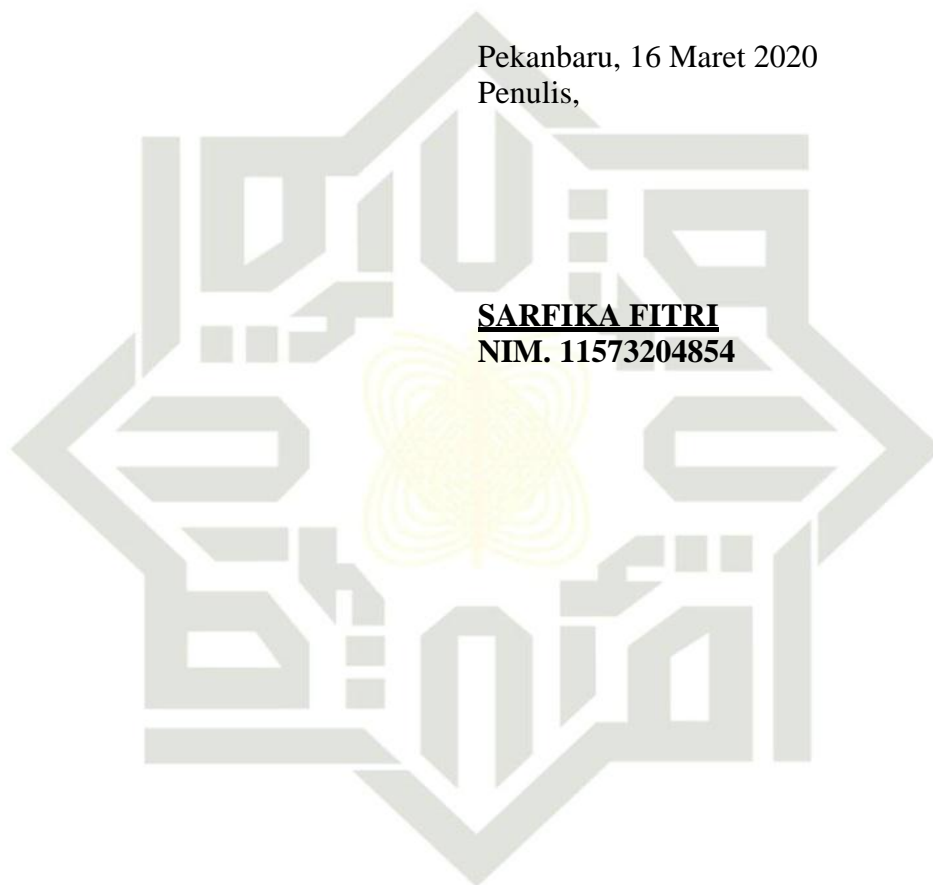 Pekanbaru, 16 Maret 2020
Penulis,
SARFIKA FITRI
NIM. 11573204854